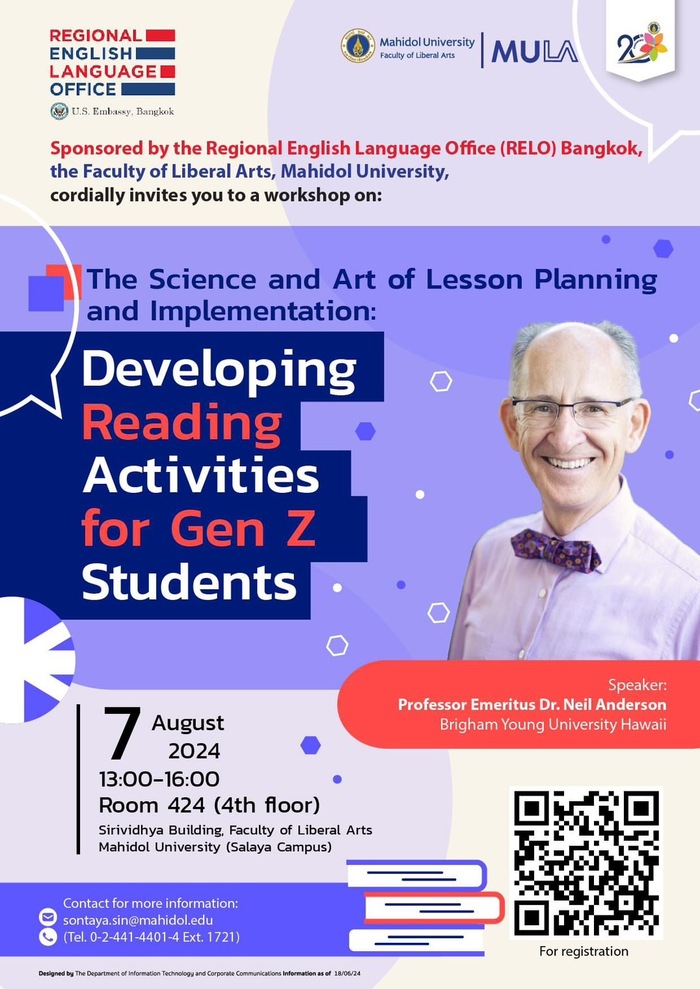 REGIONAL
ENGLISH
LANGUAGE
OFFICE
U.S. Embassy, Bangkok
Mahidol University
Faculty of Liberal Arts
MULA
Sponsored by the Regional English Language Office (RELO) Bangkok,
the Faculty of Liberal Arts, Mahidol University,
cordially invites you to a workshop on:
The Science and Art of Lesson Planning
and Implementation:
Developing
Reading
Activities
for Gen Z
Students
Speaker:
Professor Emeritus Dr. Neil Anderson
Brigham Young University Hawaii
7 August
2024
13:00-16:00
Room 424 (4th floor)
Sirividhya Building, Faculty of Liberal Arts
Mahidol University (Salaya Campus)
Contact for more information:
sontaya.sin@mahidol.edu
(Tel. 0-2-441-4401-4 Ext. 1721)
For registration
Designed by The Department of Information Technology and Corporate Communications Information as of 18/06/24